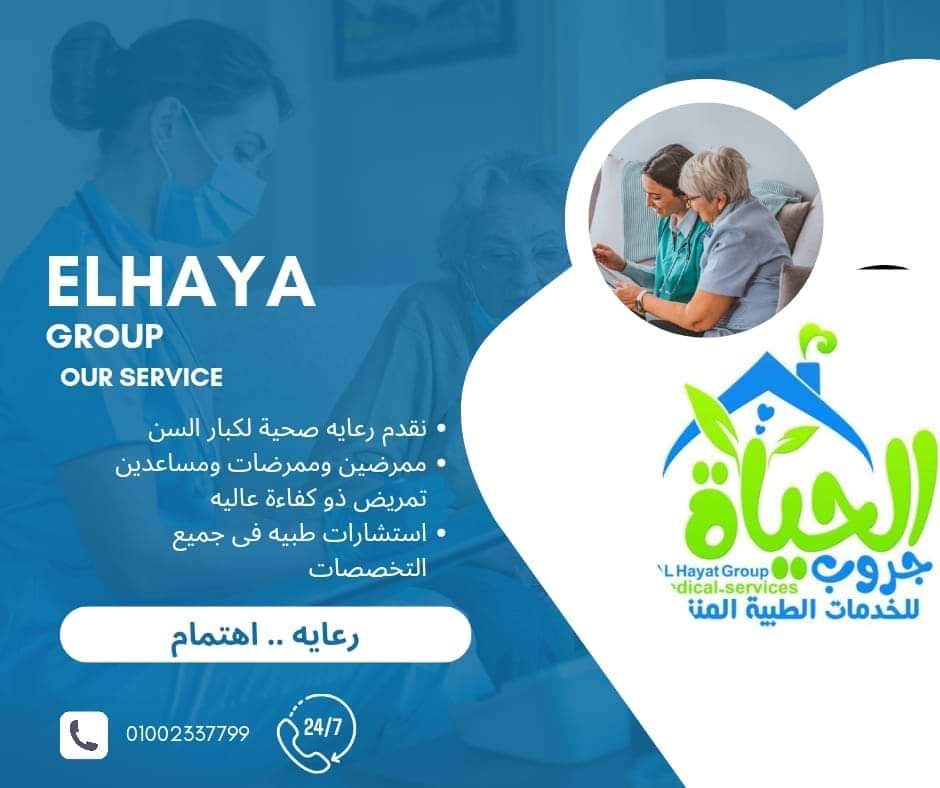 ELHAYA
GROUP
OUR SERVICE
• نقدم رعايه صحية لكبار السن
• ممرضين وممرضات ومساعدين
تمريض ذو كفاءة عاليه
• استشارات طبيه فى جميع
التخصصات
رعايه .. اهتمام
01002337799
24/7
الحياة
جروب
L Hayat Group
dical-services
للخدمات الطبية